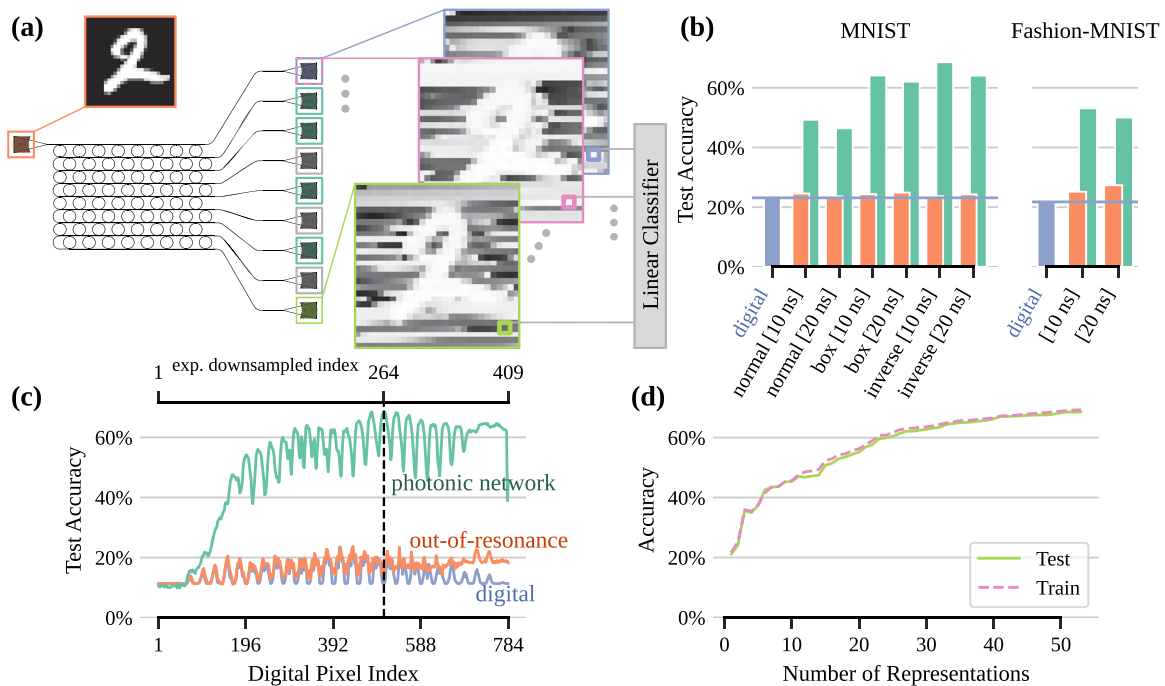 (a)
Linear Classifier
(b)
MNIST
Fashion-MNIST
Test Accuracy
60%
40%
20%
0%
digital
normal [10 ns]
normal [20 ns]
box [10 ns]
box [20 ns]
inverse [10 ns]
inverse [20 ns]
digital
[10 ns]
[20 ns]
(c)
1
exp. downsampled index
264
409
Test Accuracy
60%
40%
20%
0%
photonic network
out-of-resonance
digital
1
196
392
588
784
Digital Pixel Index
(d)
Accuracy
60%
40%
20%
0%
Test
Train
0
10
20
30
40
50
Number of Representations